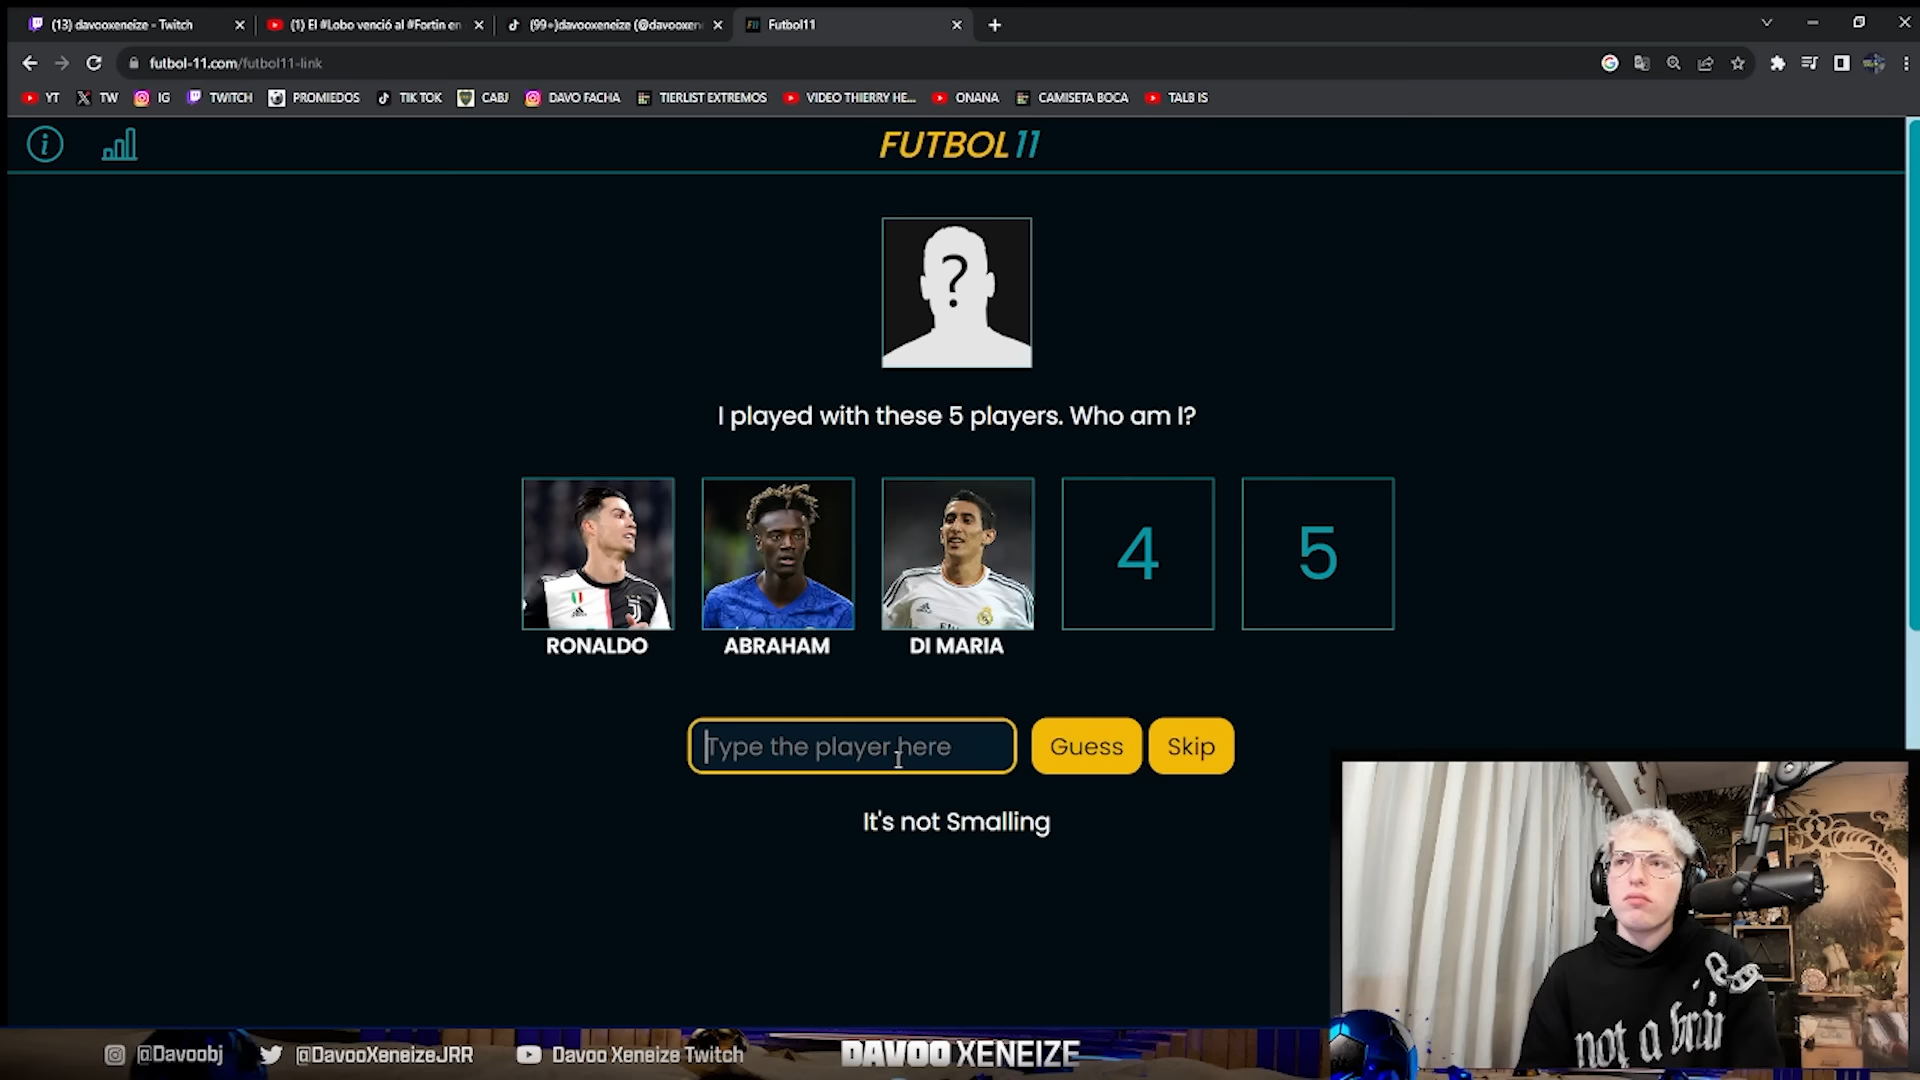 (13) davooxeneize - Twitch
(1) El #Lobo venció al #Fortin en
(99+)davooxeneize (@davooxen
Futbol11
futbol-11.com/futbol11-link
YT
TW
IG
TWITCH
PROMIEDOS
TIK TOK
CABJ
DAVO FACHA
TIERLIST EXTREMOS
VIDEO THIERRY HE...
ONANA
CAMISETA BOCA
TALB IS
FUTBOL 11
?
I played with these 5 players. Who am I?
4
5
RONALDO
ABRAHAM
DI MARIA
Type the player here
Guess
Skip
It's not Smalling
not a brai
@Davoobj
@DavooXeneizeJRR
Davoo Xeneize Twitch
DAVOO XENEIZE